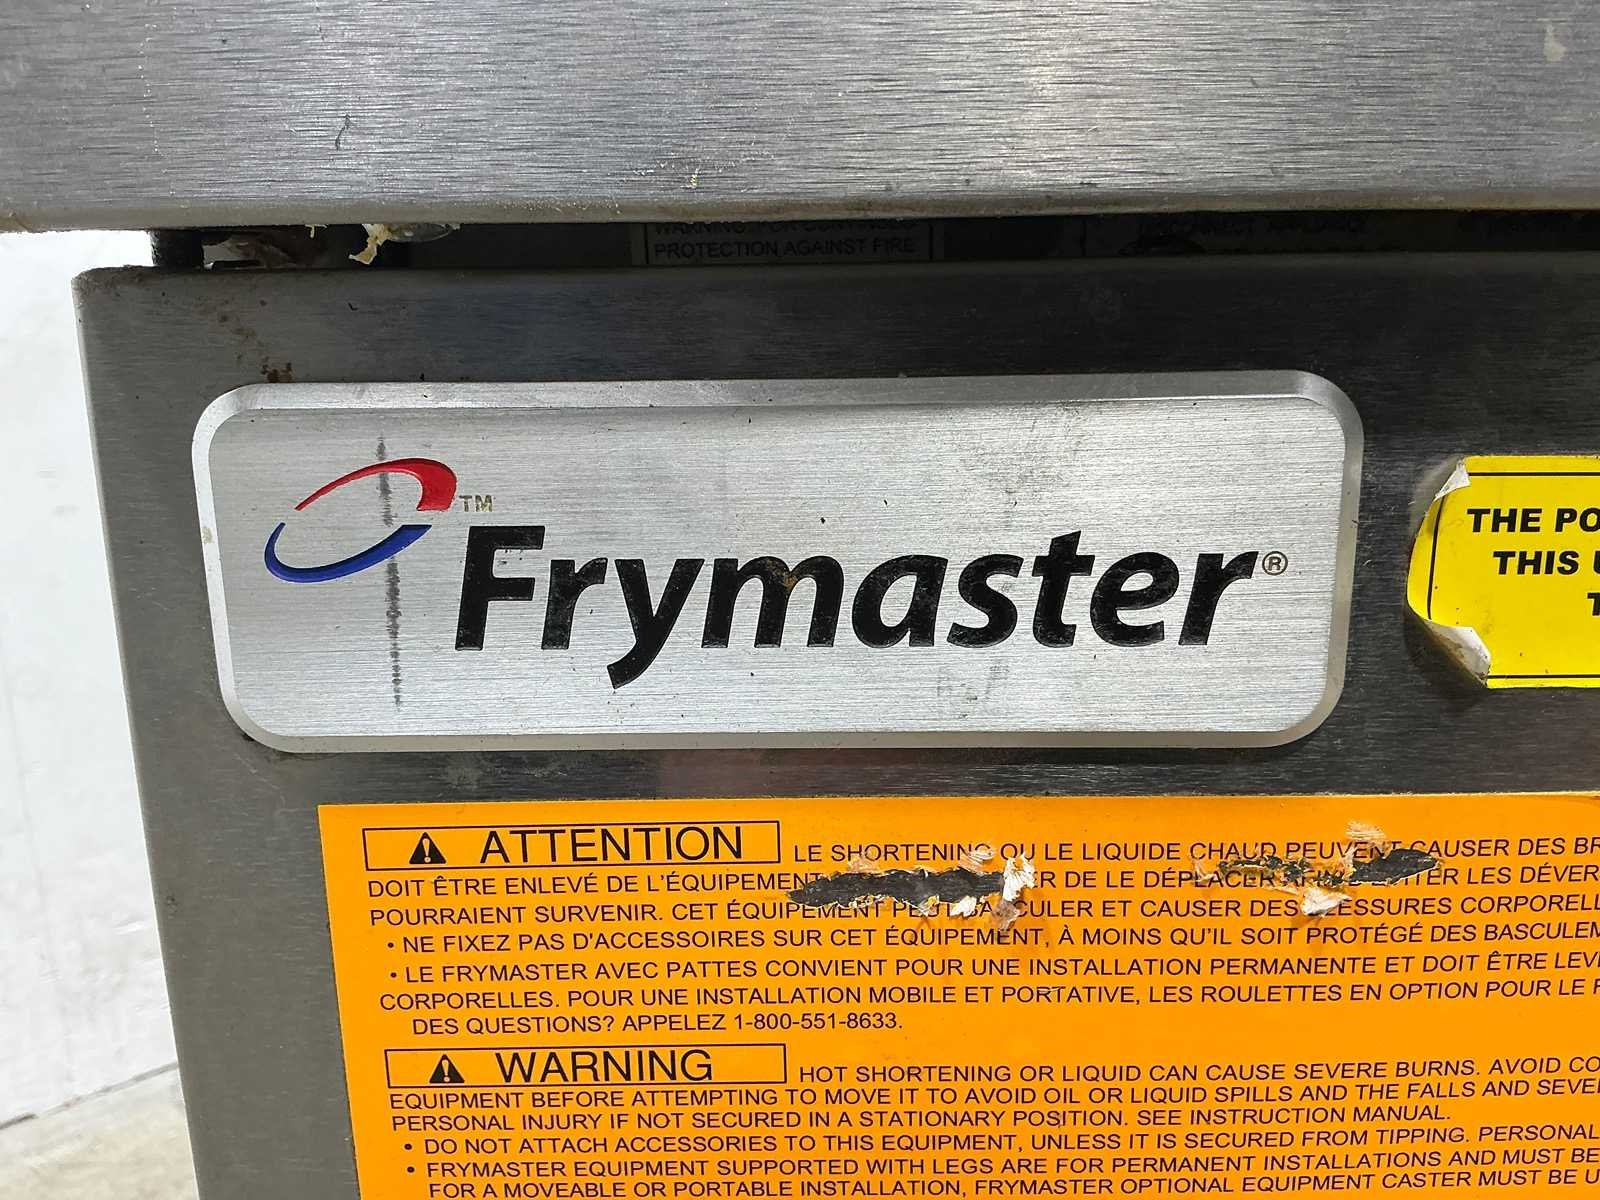 WARNING: FOR CONTINUED
PROTECTION AGAINST FIRE
DISCONNECT APPLIANCE
TM
Frymaster®
THE PO
THIS U
T
ATTENTION LE SHORTENING OU LE LIQUIDE CHAUD PEUVENT CAUSER DES BR
DOIT ÊTRE ENLEVÉ DE L'ÉQUIPEMENT R DE LE DÉPLACER TER LES DÉVER
POURRAIENT SURVENIR. CET ÉQUIPEMENT PEUT BASCULER ET CAUSER DES BLESSURES CORPORELL
• NE FIXEZ PAS D'ACCESSOIRES SUR CET ÉQUIPEMENT, À MOINS QU'IL SOIT PROTÉGÉ DES BASCULEM
• LE FRYMASTER AVEC PATTES CONVIENT POUR UNE INSTALLATION PERMANENTE ET DOIT ÊTRE LEV
CORPORELLES. POUR UNE INSTALLATION MOBILE ET PORTATIVE, LES ROULETTES EN OPTION POUR LE F
DES QUESTIONS? APPELEZ 1-800-551-8633.
WARNING HOT SHORTENING OR LIQUID CAN CAUSE SEVERE BURNS. AVOID CO
EQUIPMENT BEFORE ATTEMPTING TO MOVE IT TO AVOID OIL OR LIQUID SPILLS AND THE FALLS AND SEVE
PERSONAL INJURY IF NOT SECURED IN A STATIONARY POSITION. SEE INSTRUCTION MANUAL.
• DO NOT ATTACH ACCESSORIES TO THIS EQUIPMENT, UNLESS IT IS SECURED FROM TIPPING. PERSONAL
• FRYMASTER EQUIPMENT SUPPORTED WITH LEGS ARE FOR PERMANENT INSTALLATIONS AND MUST BE
FOR A MOVEABLE OR PORTABLE INSTALLATION, FRYMASTER OPTIONAL EQUIPMENT CASTER MUST BE U